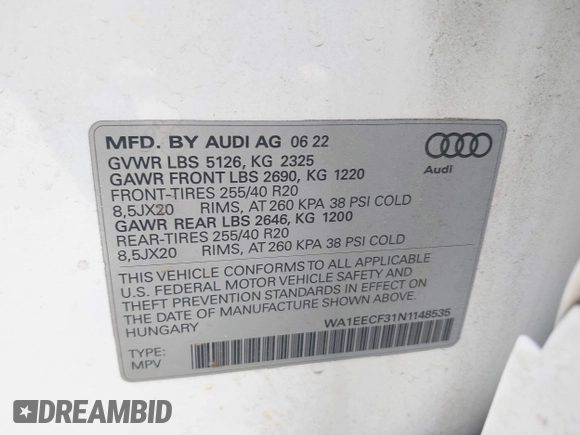 MFD. BY AUDI AG 06 22
GVWR LBS 5126, KG 2325
GAWR FRONT LBS 2690, KG 1220
FRONT-TIRES 255/40 R20
8,5JX20 RIMS, AT 260 KPA 38 PSI COLD
GAWR REAR LBS 2646, KG 1200
REAR-TIRES 255/40 R20
8,5JX20 RIMS, AT 260 KPA 38 PSI COLD
Audi
THIS VEHICLE CONFORMS TO ALL APPLICABLE
U.S. FEDERAL MOTOR VEHICLE SAFETY AND
THEFT PREVENTION STANDARDS IN EFFECT ON
THE DATE OF MANUFACTURE SHOWN ABOVE.
HUNGARY
WA1EECF31N1148535
TYPE:
MPV
DREAMBID